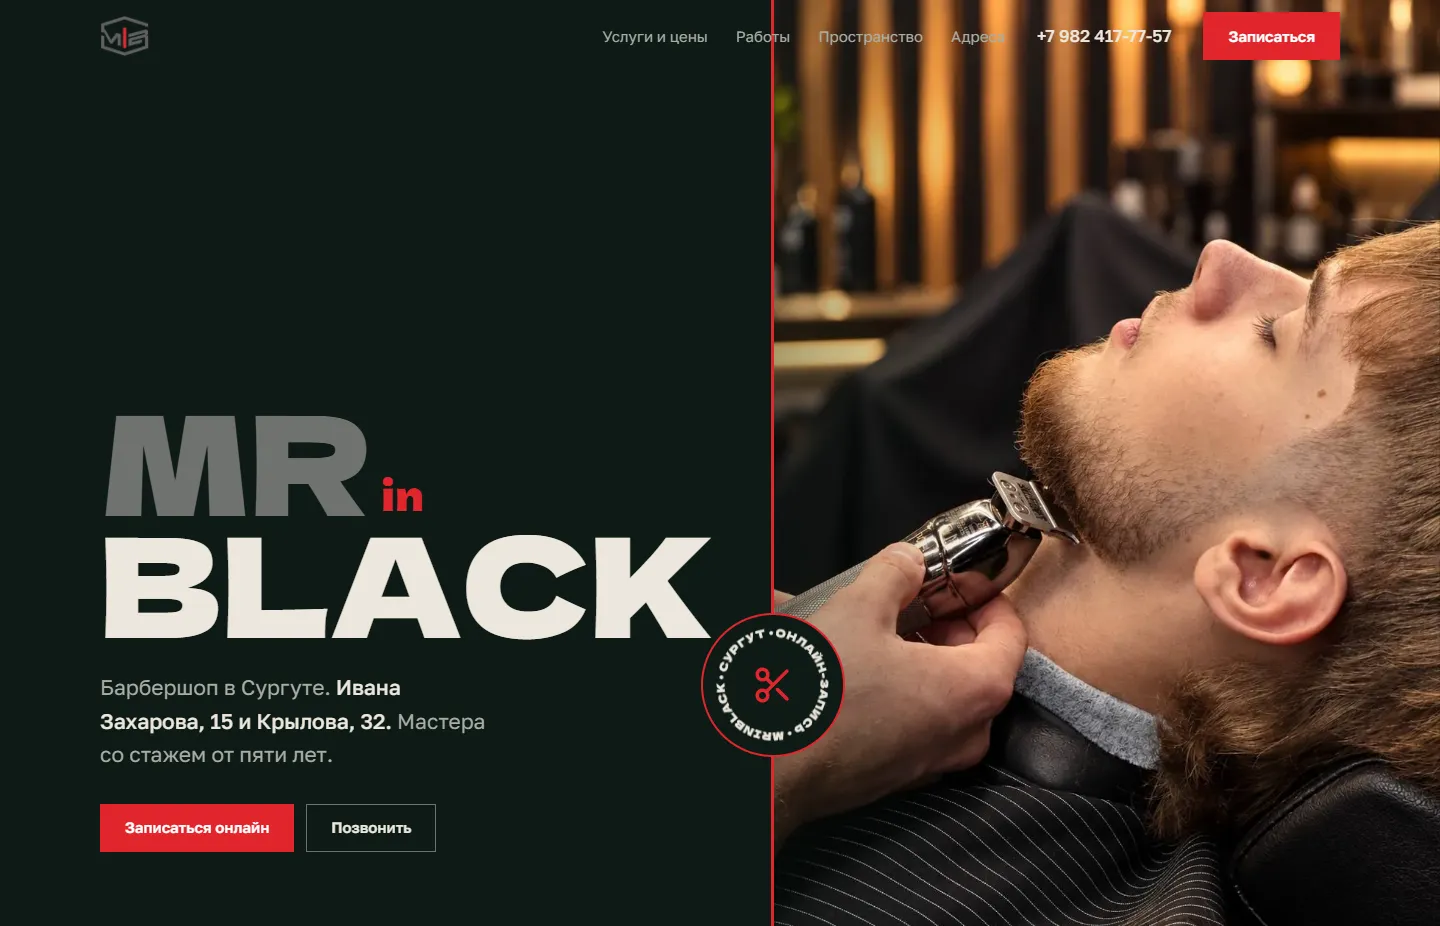 Услуги и цены
Работы
Пространство
Адреса
+7 982 417-77-57
Записаться
MR in
BLACK
Барбершоп в Сургуте. Ивана
Захарова, 15 и Крылова, 32. Мастера
со стажем от пяти лет.
• СУРГУТ • ОНЛАЙН-ЗАПИСЬ • MRINBLACK
Записаться онлайн
Позвонить